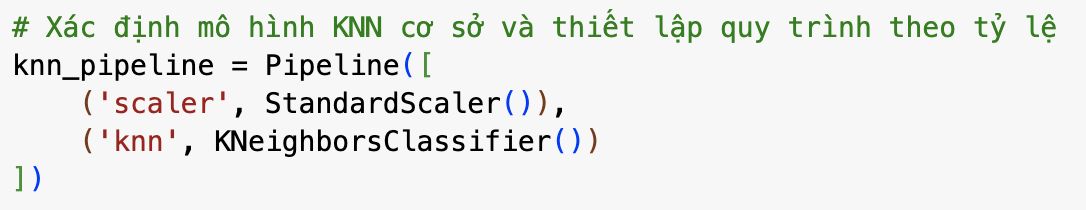 # Xác định mô hình KNN cơ sở và thiết lập quy trình theo tỷ lệ
knn_pipeline = Pipeline([
    ('scaler', StandardScaler()),
    ('knn', KNeighborsClassifier())
])